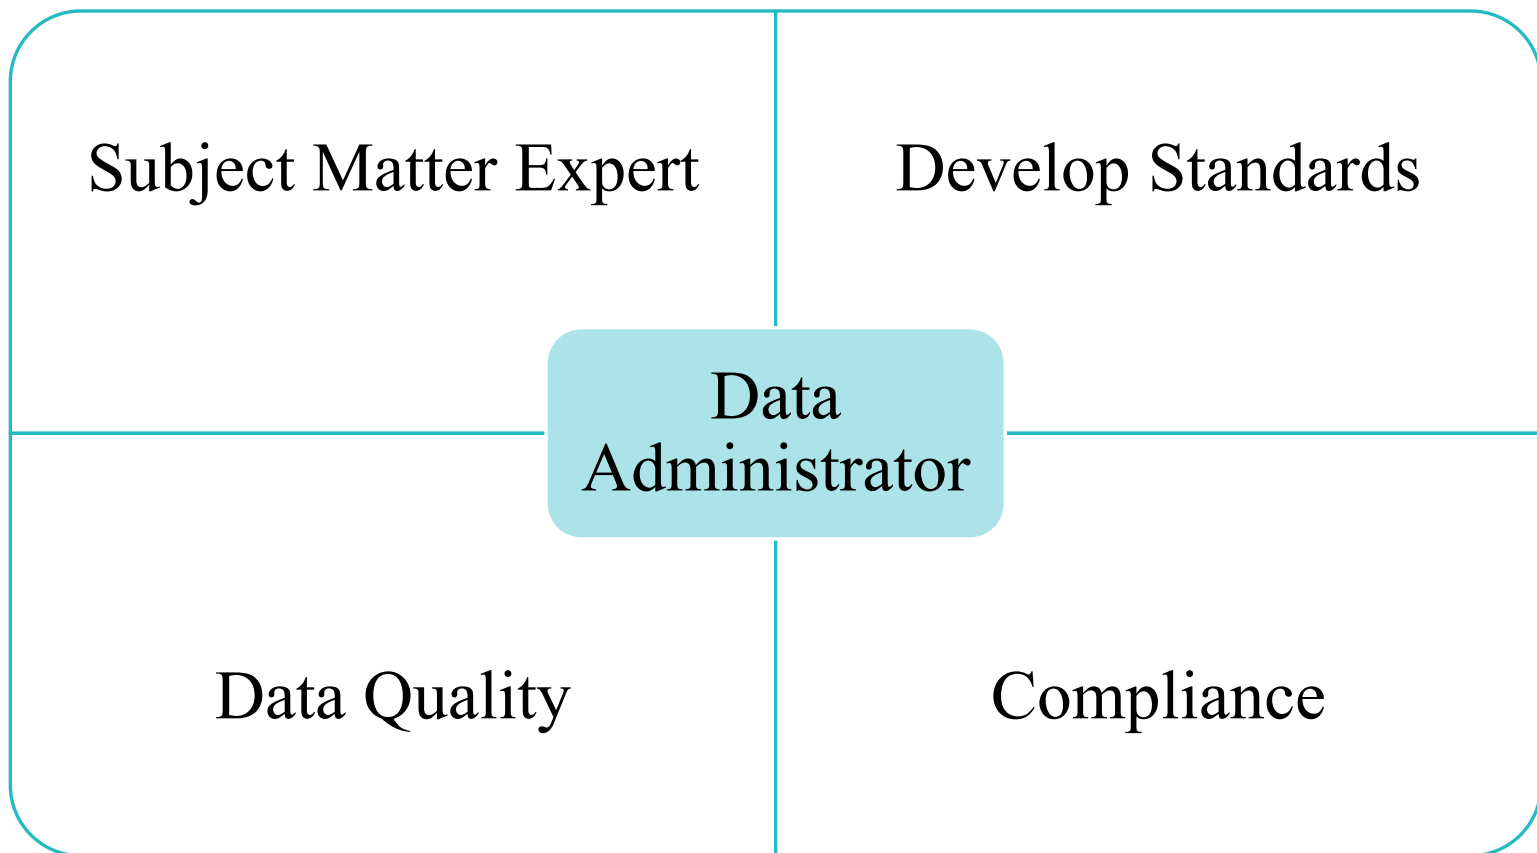 Subject Matter Expert
Develop Standards
Data
Administrator
Data Quality
Compliance